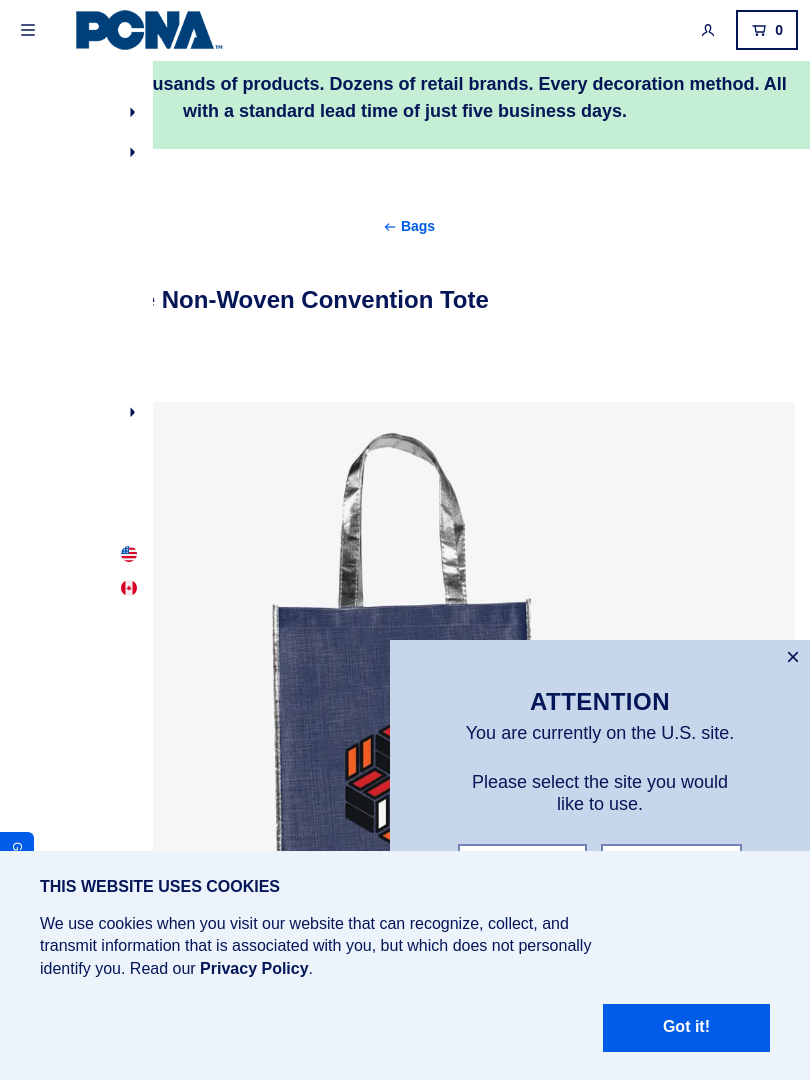 PCNA™
0
of products. Dozens of retail brands. Every decoration method. All
with a standard lead time of just five business days.
← Bags
Non-Woven Convention Tote
ATTENTION
You are currently on the U.S. site.
Please select the site you would
like to use.
THIS WEBSITE USES COOKIES
We use cookies when you visit our website that can recognize, collect, and
transmit information that is associated with you, but which does not personally
identify you. Read our Privacy Policy.
Got it!